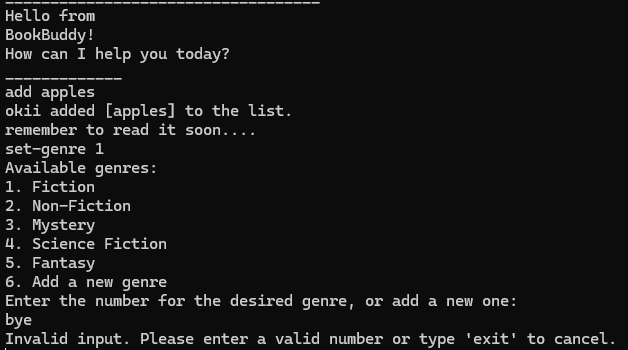 ___________________________________
Hello from
BookBuddy!
How can I help you today?
_____________
add apples
okii added [apples] to the list.
remember to read it soon....
set-genre 1
Available genres:
1. Fiction
2. Non-Fiction
3. Mystery
4. Science Fiction
5. Fantasy
6. Add a new genre
Enter the number for the desired genre, or add a new one:
bye
Invalid input. Please enter a valid number or type 'exit' to cancel.